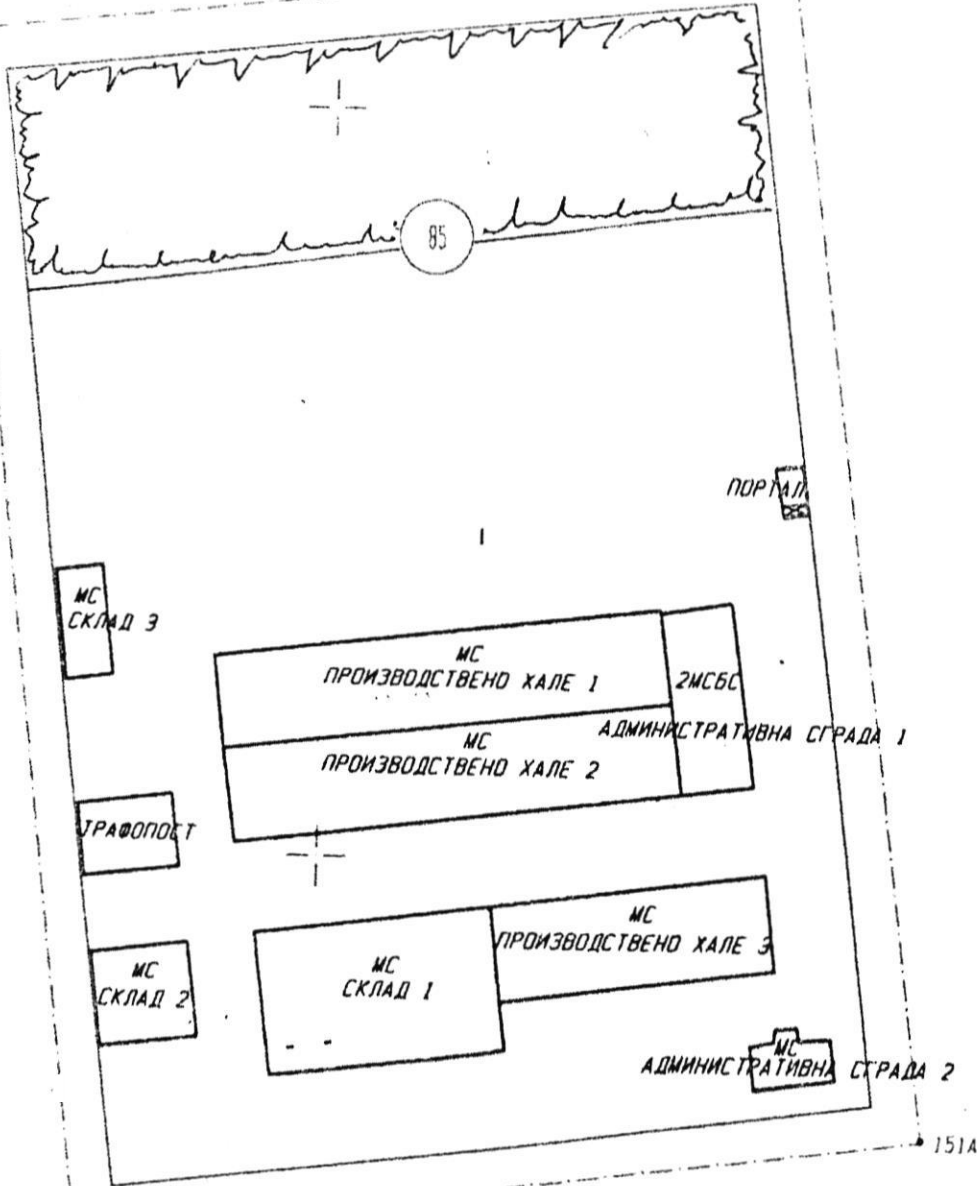 85
ПОРТАЛ
МС
СКЛАД 3
МС
ПРОИЗВОДСТВЕНО ХАЛЕ 1
2МСБС
АДМИНИСТРАТИВНА СГРАДА 1
МС
ПРОИЗВОДСТВЕНО ХАЛЕ 2
ТРАФОПОСТ
МС
ПРОИЗВОДСТВЕНО ХАЛЕ 3
МС
СКЛАД 2
МС
СКЛАД 1
МС
АДМИНИСТРАТИВНА СГРАДА 2
151А